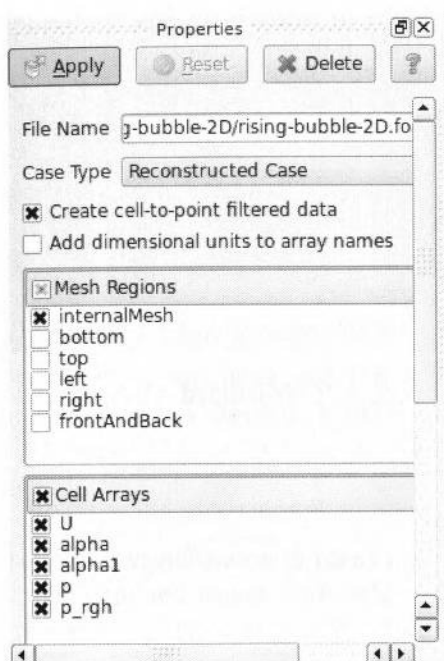 Properties
Apply Reset Delete ?
File Name g-bubble-2D/rising-bubble-2D.fo
Case Type Reconstructed Case
Create cell-to-point filtered data
Add dimensional units to array names
Mesh Regions
internalMesh
bottom
top
left
right
frontAndBack
Cell Arrays
U
alpha
alpha1
p
p_rgh